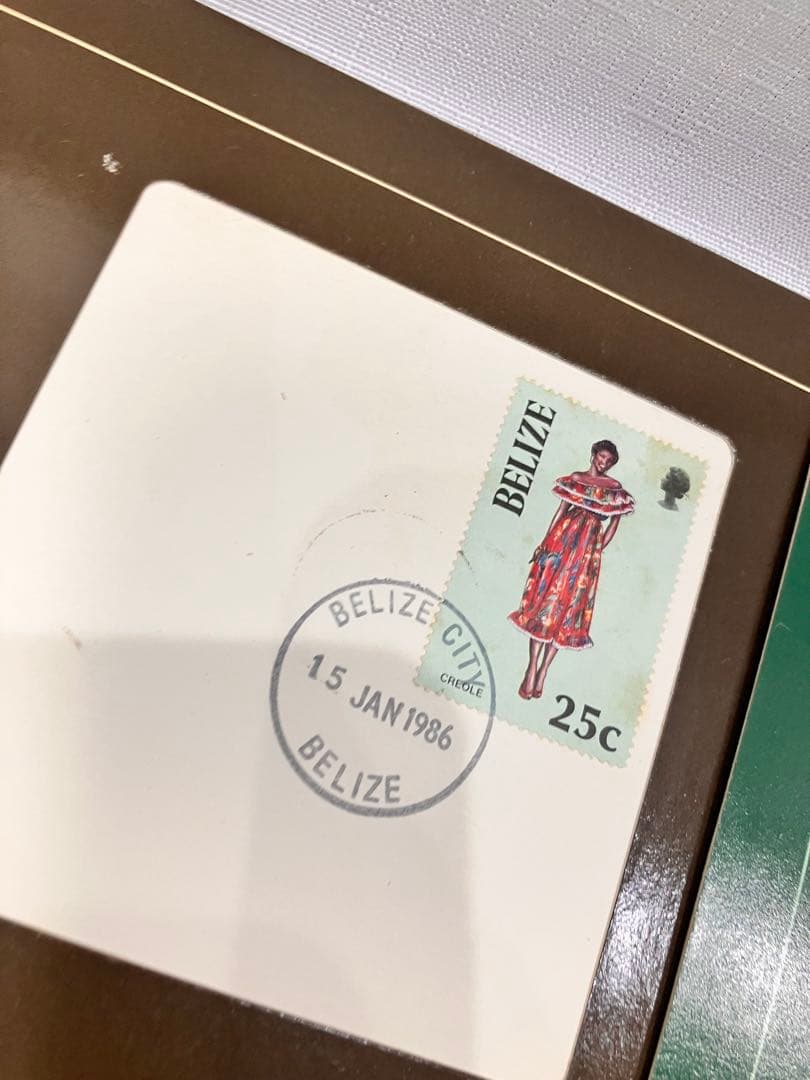 BELIZE
CREOLE
25c
BELIZE CITY
15 JAN 1986
BELIZE